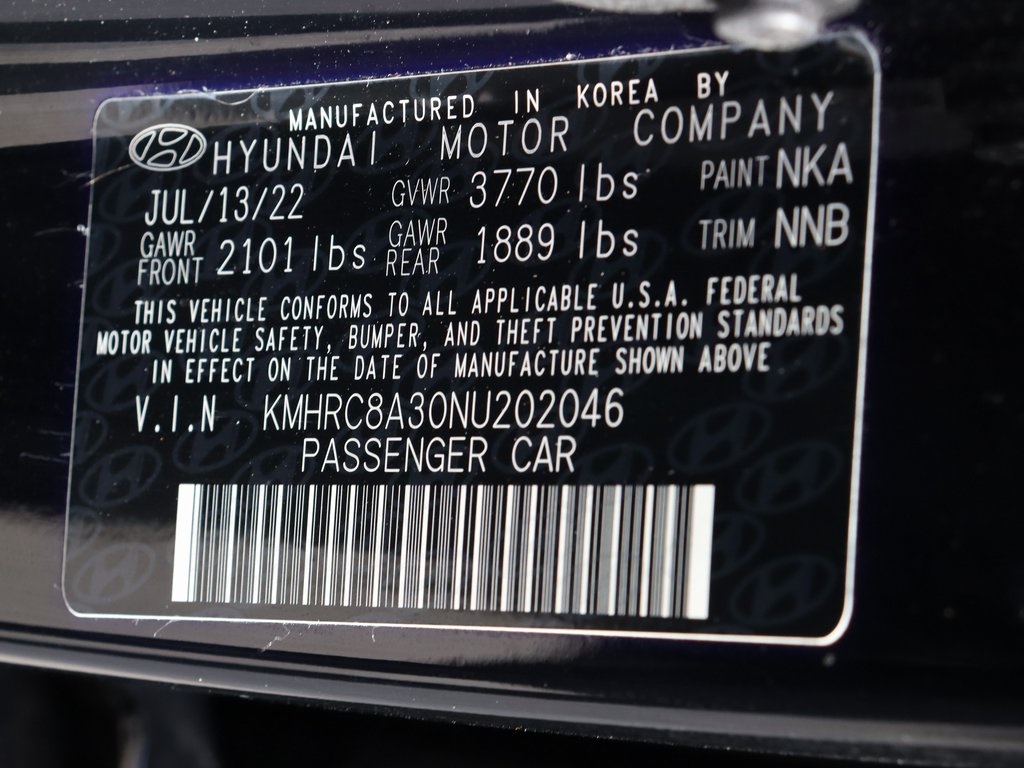 MANUFACTURED IN KOREA BY
HYUNDAI MOTOR COMPANY
JUL/13/22 GVWR 3770 lbs PAINT NKA
GAWR FRONT 2101 lbs GAWR REAR 1889 lbs TRIM NNB
THIS VEHICLE CONFORMS TO ALL APPLICABLE U.S.A. FEDERAL
MOTOR VEHICLE SAFETY, BUMPER, AND THEFT PREVENTION STANDARDS
IN EFFECT ON THE DATE OF MANUFACTURE SHOWN ABOVE
V.I.N KMHRC8A30NU202046
PASSENGER CAR